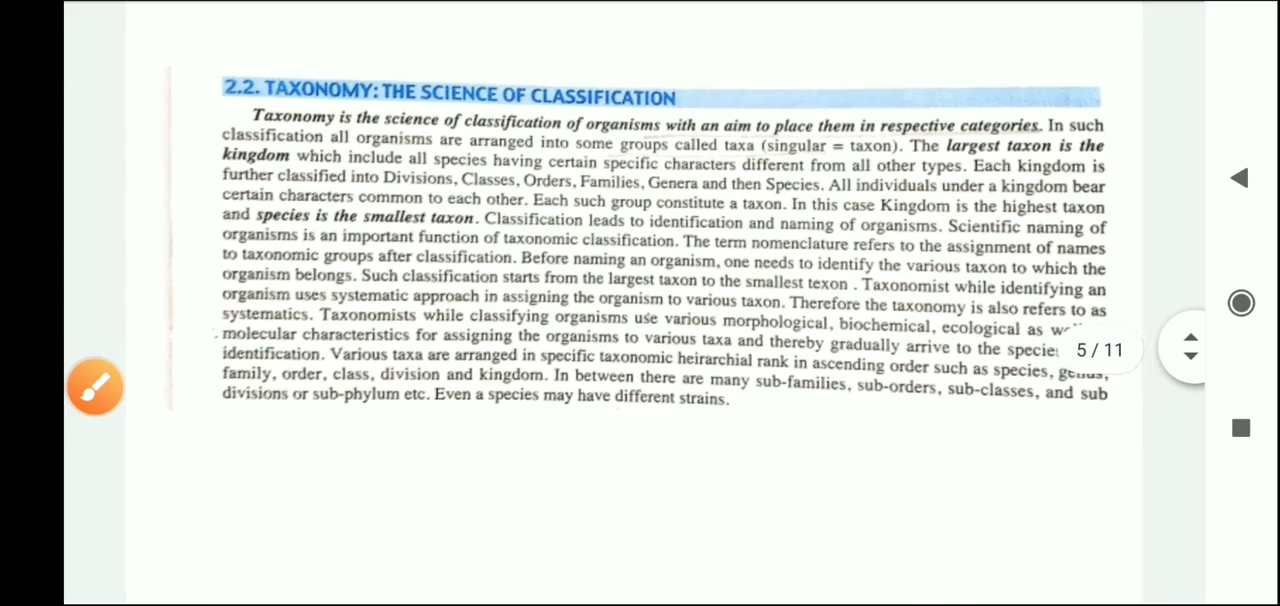 2.2. TAXONOMY: THE SCIENCE OF CLASSIFICATION
Taxonomy is the science of classification of organisms with an aim to place them in respective categories. In such
classification all organisms are arranged into some groups called taxa (singular = taxon). The largest taxon is the
kingdom which include all species having certain specific characters different from all other types. Each kingdom is
further classified into Divisions, Classes, Orders, Families, Genera and then Species. All individuals under a kingdom bear
certain characters common to each other. Each such group constitute a taxon. In this case Kingdom is the highest taxon
and species is the smallest taxon. Classification leads to identification and naming of organisms. Scientific naming of
organisms is an important function of taxonomic classification. The term nomenclature refers to the assignment of names
to taxonomic groups after classification. Before naming an organism, one needs to identify the various taxon to which the
organism belongs. Such classification starts from the largest taxon to the smallest texon . Taxonomist while identifying an
organism uses systematic approach in assigning the organism to various taxon. Therefore the taxonomy is also refers to as
systematics. Taxonomists while classifying organisms use various morphological, biochemical, ecological as
molecular characteristics for assigning the organisms to various taxa and thereby gradually arrive to the
5 / 11
identification. Various taxa are arranged in specific taxonomic heirarchial rank in ascending order such as species, genus,
family, order, class, division and kingdom. In between there are many sub-families, sub-orders, sub-classes, and sub
divisions or sub-phylum etc. Even a species may have different strains.